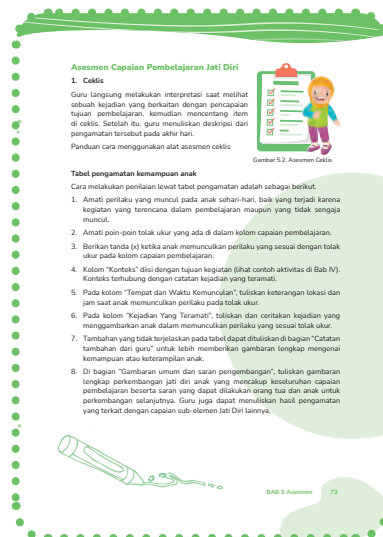 Asesmen Capaian Pembelajaran Jati Diri
1. Ceklis
Guru langsung melakukan interpretasi saat melihat
sebuah kejadian yang berkaitan dengan pencapaian
tujuan pembelajaran, kemudian mencentang item
di ceklis. Setelah itu, guru menuliskan deskripsi dari
pengamatan tersebut pada akhir hari.
Panduan cara menggunakan alat asesmen ceklis
Gambar 5.2. Asesmen Ceklis
Tabel pengamatan kemampuan anak
Cara melakukan penilaian lewat tabel pengamatan adalah sebagai berikut.
1. Amati perilaku yang muncul pada anak sehari-hari, baik yang terjadi karena
kegiatan yang terencana dalam pembelajaran maupun yang tidak sengaja
muncul.
2. Amati poin-poin tolak ukur yang ada di dalam kolom capaian pembelajaran.
3. Berikan tanda (x) ketika anak memunculkan perilaku yang sesuai dengan tolak
ukur pada kolom capaian pembelajaran.
4. Kolom “Konteks” diisi dengan tujuan kegiatan (lihat contoh aktivitas di Bab IV).
Konteks terhubung dengan catatan kejadian yang teramati.
5. Pada kolom “Tempat dan Waktu Kemunculan”, tuliskan keterangan lokasi dan
jam saat anak memunculkan perilaku pada tolak ukur.
6. Pada kolom “Kejadian Yang Teramati”, tuliskan dan ceritakan kejadian yang
menggambarkan anak dalam memunculkan perilaku yang sesuai tolak ukur.
7. Tambahan yang tidak terjelaskan pada tabel dapat dituliskan di bagian “Catatan
tambahan dari guru” untuk lebih memberikan gambaran lengkap mengenai
kemampuan atau keterampilan anak.
8. Di bagian “Gambaran umum dan saran pengembangan”, tuliskan gambaran
lengkap perkembangan jati diri anak yang mencakup keseluruhan capaian
pembelajaran beserta saran yang dapat dilakukan orang tua dan anak untuk
perkembangan selanjutnya. Guru juga dapat menuliskan hasil pengamatan
yang terkait dengan capaian sub-elemen Jati Diri lainnya.
BAB 5 Asesmen 73